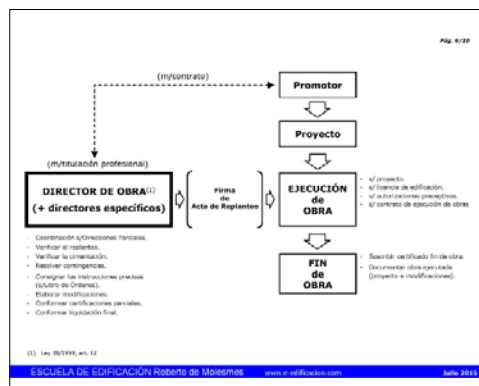 Pág. 6/10
(m/contrato)
Promotor
Proyecto
(m/titulación profesional)
DIRECTOR DE OBRA(1)
(+ directores específicos)
Firma
de
Acta de Replanteo
EJECUCIÓN
de
OBRA
- s/ proyecto.
- s/ licencia de edificación.
- s/ autorizaciones preceptivas.
- s/ contrato de ejecución de obras
- Coordinación s/Direcciones Parciales.
- Verificar el replanteo.
- Verificar la cimentación.
- Resolver contingencias.
- Consignar las instrucciones precisas
(s/Libro de Órdenes).
- Elaborar modificaciones.
- Conformar certificaciones parciales.
- Conformar liquidación final.
FIN
de
OBRA
- Suscribir certificado fin de obra.
- Documentar obra ejecutada
(proyecto + modificaciones).
(1) Ley 38/1999, art. 12
ESCUELA DE EDIFICACIÓN Roberto de Molesmes www.e-edificacion.com Julio 2015